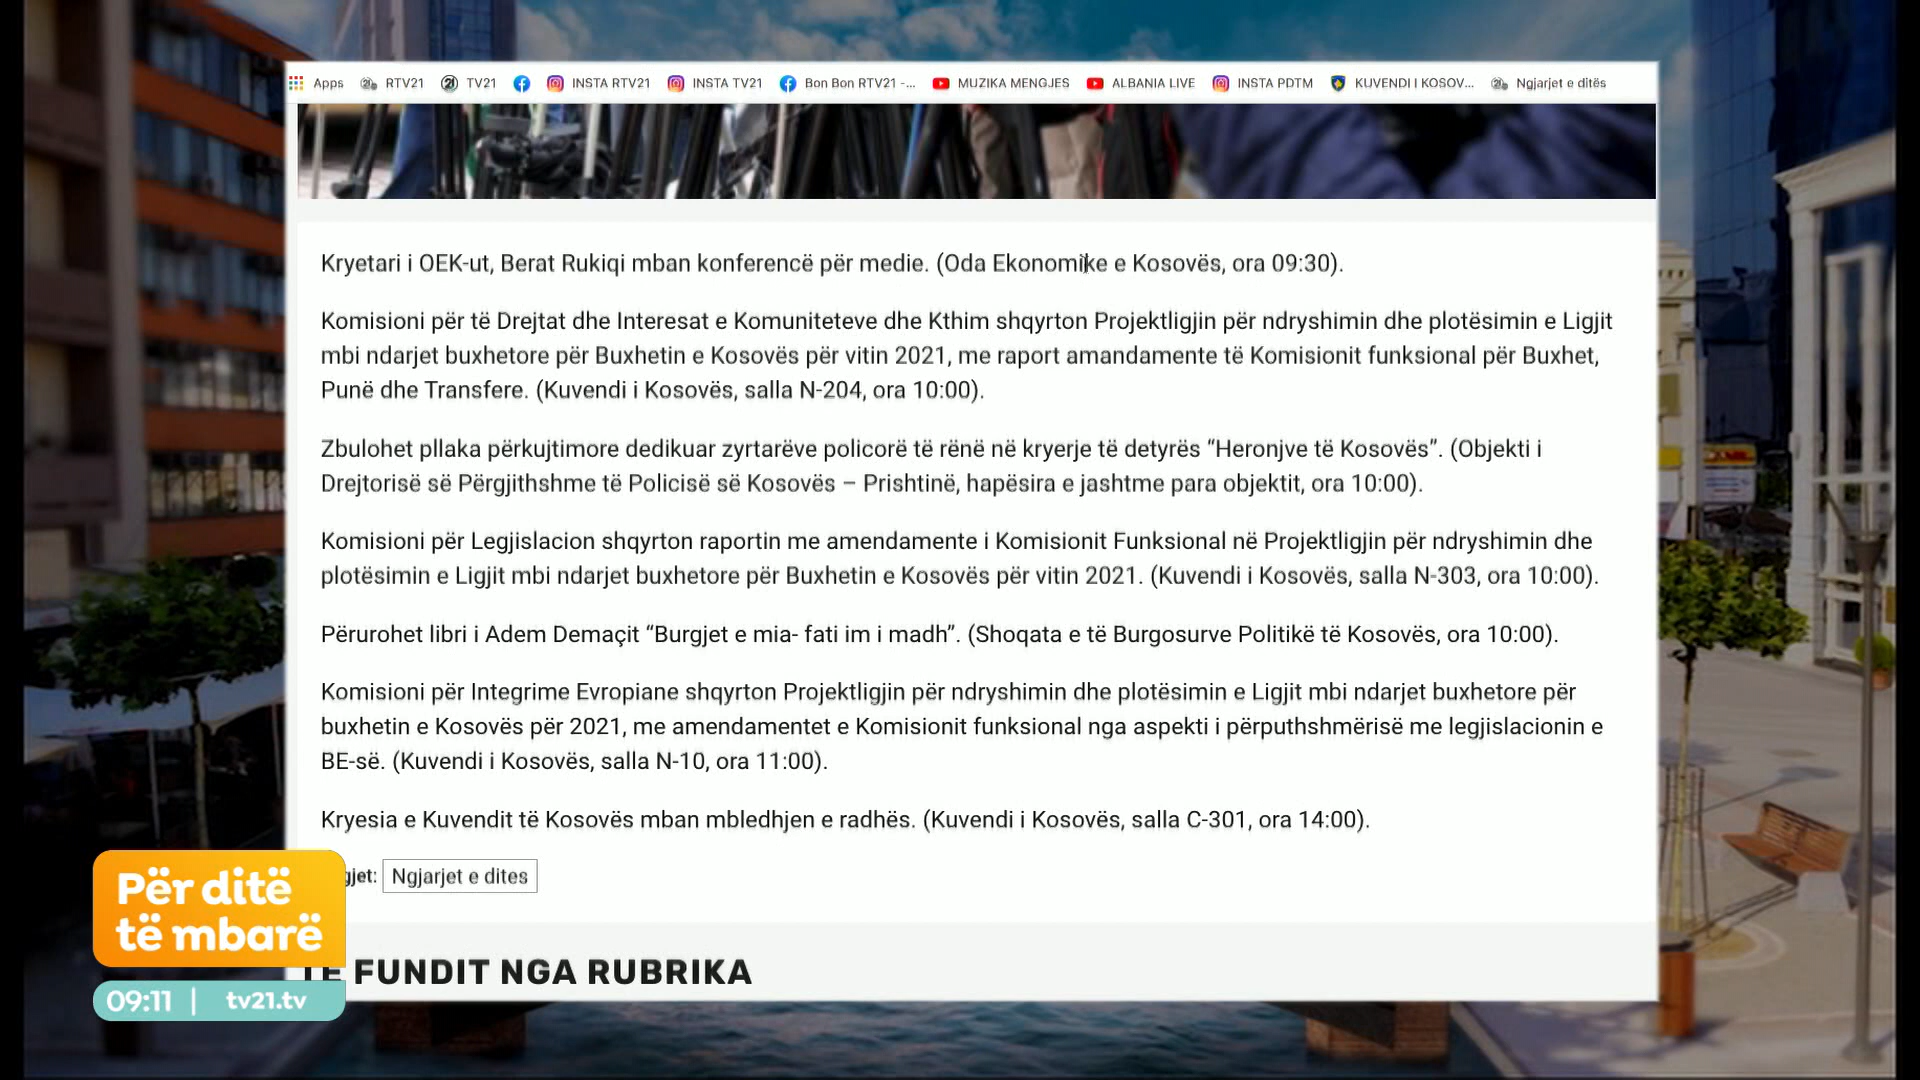 Apps RTV21 TV21 INSTA RTV21 INSTA TV21 Bon Bon RTV21 -... MUZIKA MENGJES ALBANIA LIVE INSTA PDTM KUVENDI I KOSOV... Ngjarjet e ditës
Kryetari i OEK-ut, Berat Rukiqi mban konferencë për medie. (Oda Ekonomike e Kosovës, ora 09:30).
Komisioni për të Drejtat dhe Interesat e Komuniteteve dhe Kthim shqyrton Projektligjin për ndryshimin dhe plotësimin e Ligjit
mbi ndarjet buxhetore për Buxhetin e Kosovës për vitin 2021, me raport amandamente të Komisionit funksional për Buxhet,
Punë dhe Transfere. (Kuvendi i Kosovës, salla N-204, ora 10:00).
Zbulohet pllaka përkujtimore dedikuar zyrtarëve policorë të rënë në kryerje të detyrës “Heronjve të Kosovës”. (Objekti i
Drejtorisë së Përgjithshme të Policisë së Kosovës – Prishtinë, hapësira e jashtme para objektit, ora 10:00).
Komisioni për Legjislacion shqyrton raportin me amendamente i Komisionit Funksional në Projektligjin për ndryshimin dhe
plotësimin e Ligjit mbi ndarjet buxhetore për Buxhetin e Kosovës për vitin 2021. (Kuvendi i Kosovës, salla N-303, ora 10:00).
Përurohet libri i Adem Demaçit “Burgjet e mia- fati im i madh”. (Shoqata e të Burgosurve Politikë të Kosovës, ora 10:00).
Komisioni për Integrime Evropiane shqyrton Projektligjin për ndryshimin dhe plotësimin e Ligjit mbi ndarjet buxhetore për
buxhetin e Kosovës për 2021, me amendamentet e Komisionit funksional nga aspekti i përputhshmërisë me legjislacionin e
BE-së. (Kuvendi i Kosovës, salla N-10, ora 11:00).
Kryesia e Kuvendit të Kosovës mban mbledhjen e radhës. (Kuvendi i Kosovës, salla C-301, ora 14:00).
gjet: Ngjarjet e dites
Për ditë
të mbarë
TË FUNDIT NGA RUBRIKA
09:11 | tv21.tv